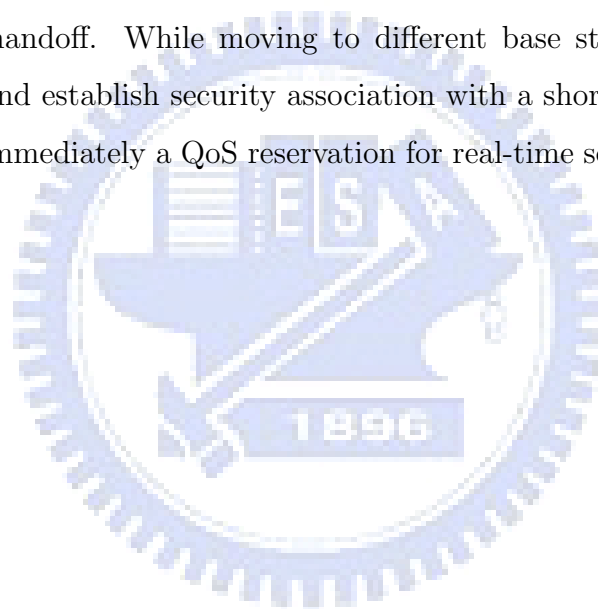 handoff. While moving to different base st
nd establish security association with a shor
mmediately a QoS reservation for real-time se
E S A
1896